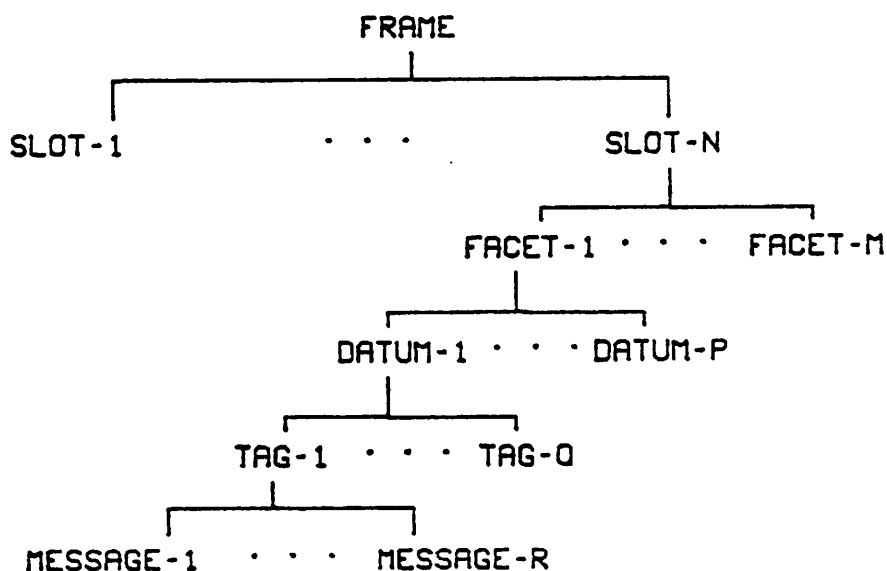 FRAME
SLOT-1 · · · SLOT-N
FACET-1 · · · FACET-M
DATUM-1 · · · DATUM-P
TAG-1 · · · TAG-Q
MESSAGE-1 · · · MESSAGE-R